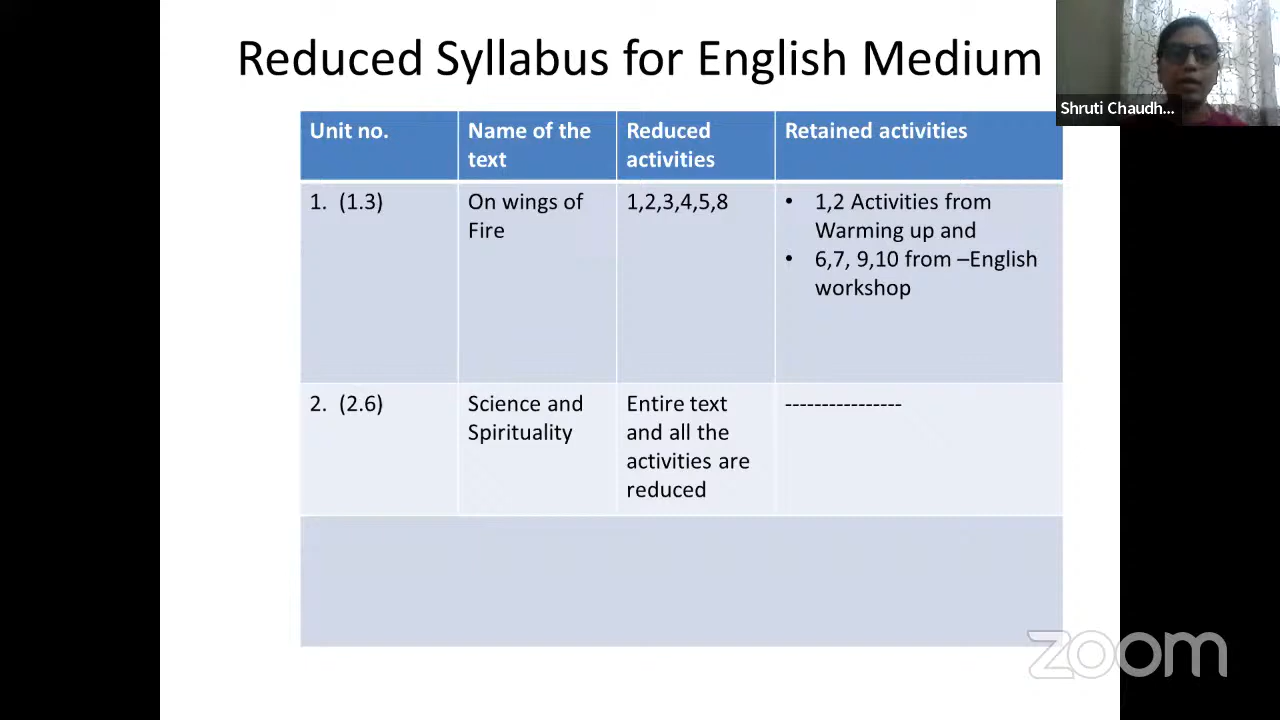 Reduced Syllabus for English Medium
Shruti Chaudh...
Unit no.
Name of the
text
Reduced
activities
Retained activities
1. (1.3)
On wings of
Fire
1,2,3,4,5,8
• 1,2 Activities from
Warming up and
• 6,7, 9,10 from –English
workshop
2. (2.6)
Science and
Spirituality
Entire text
and all the
activities are
reduced
----------------
zoom